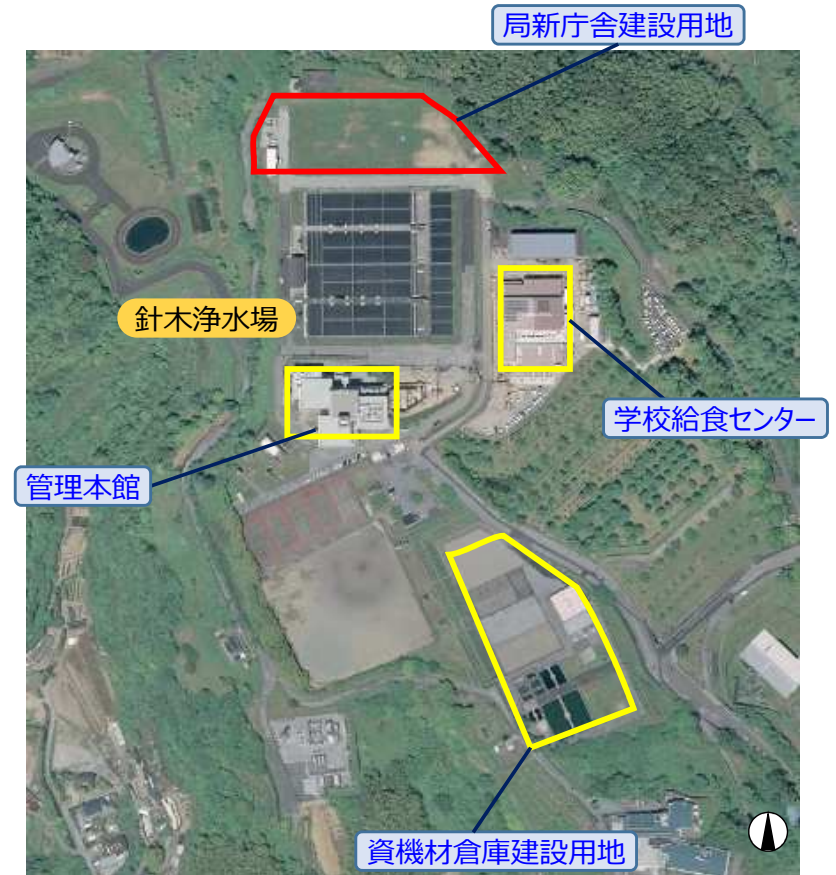 局新庁舎建設用地
針木浄水場
学校給食センター
管理本館
資機材倉庫建設用地